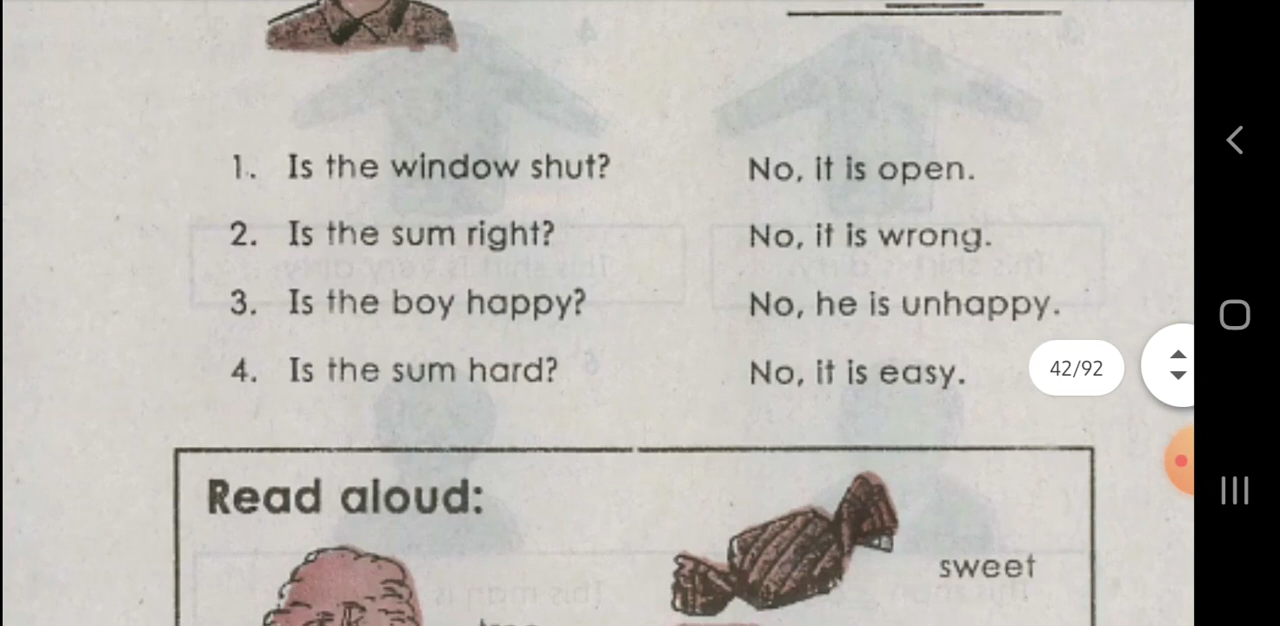 1. Is the window shut? No, it is open.
2. Is the sum right? No, it is wrong.
3. Is the boy happy? No, he is unhappy.
4. Is the sum hard? No, it is easy.
42/92
Read aloud:
sweet